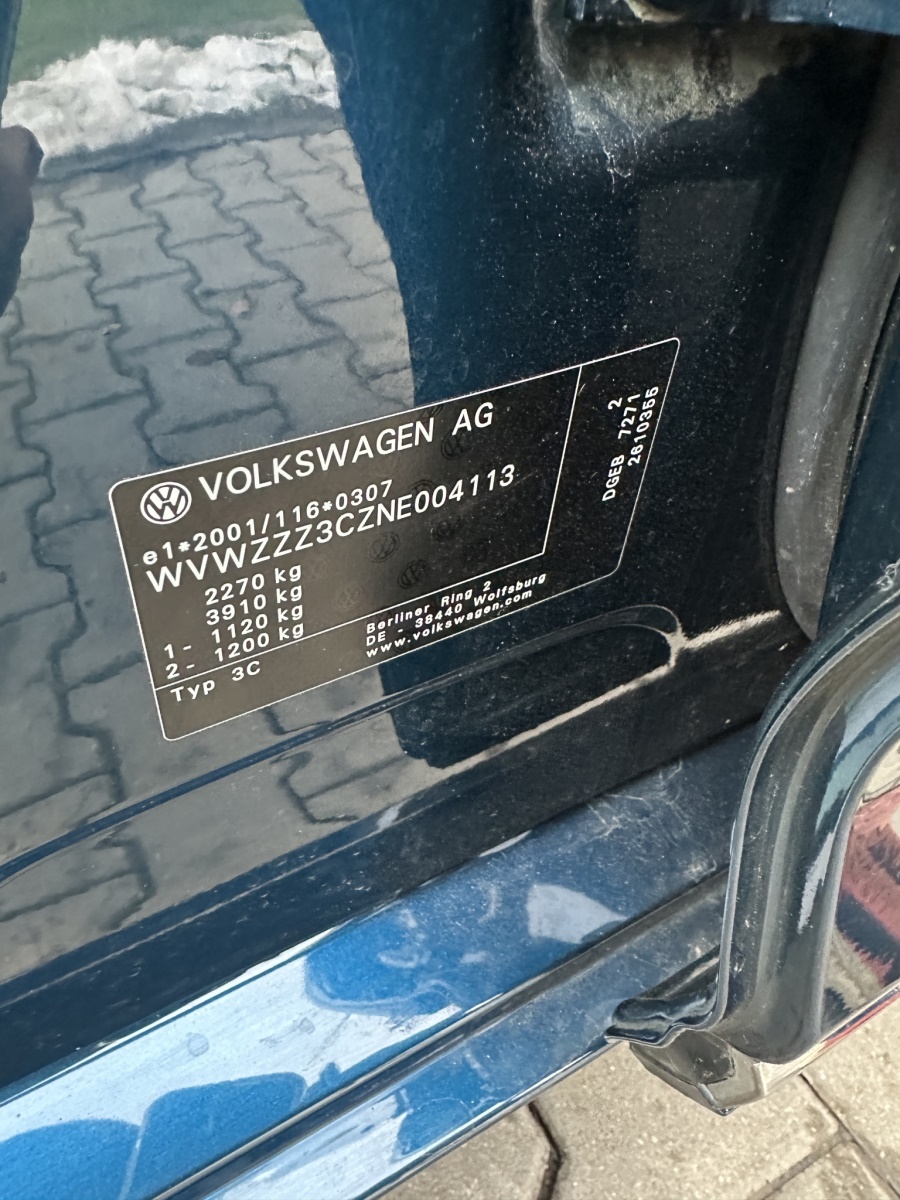 VOLKSWAGEN AG
e1*2001/116*0307
WVWZZZ3CZNE004113
2270 kg
3910 kg
1- 1120 kg
2- 1200 kg
Typ 3C
Berliner Ring 2
DE - 38440 Wolfsburg
www.volkswagen.com
2
DGEB 7271
2610355